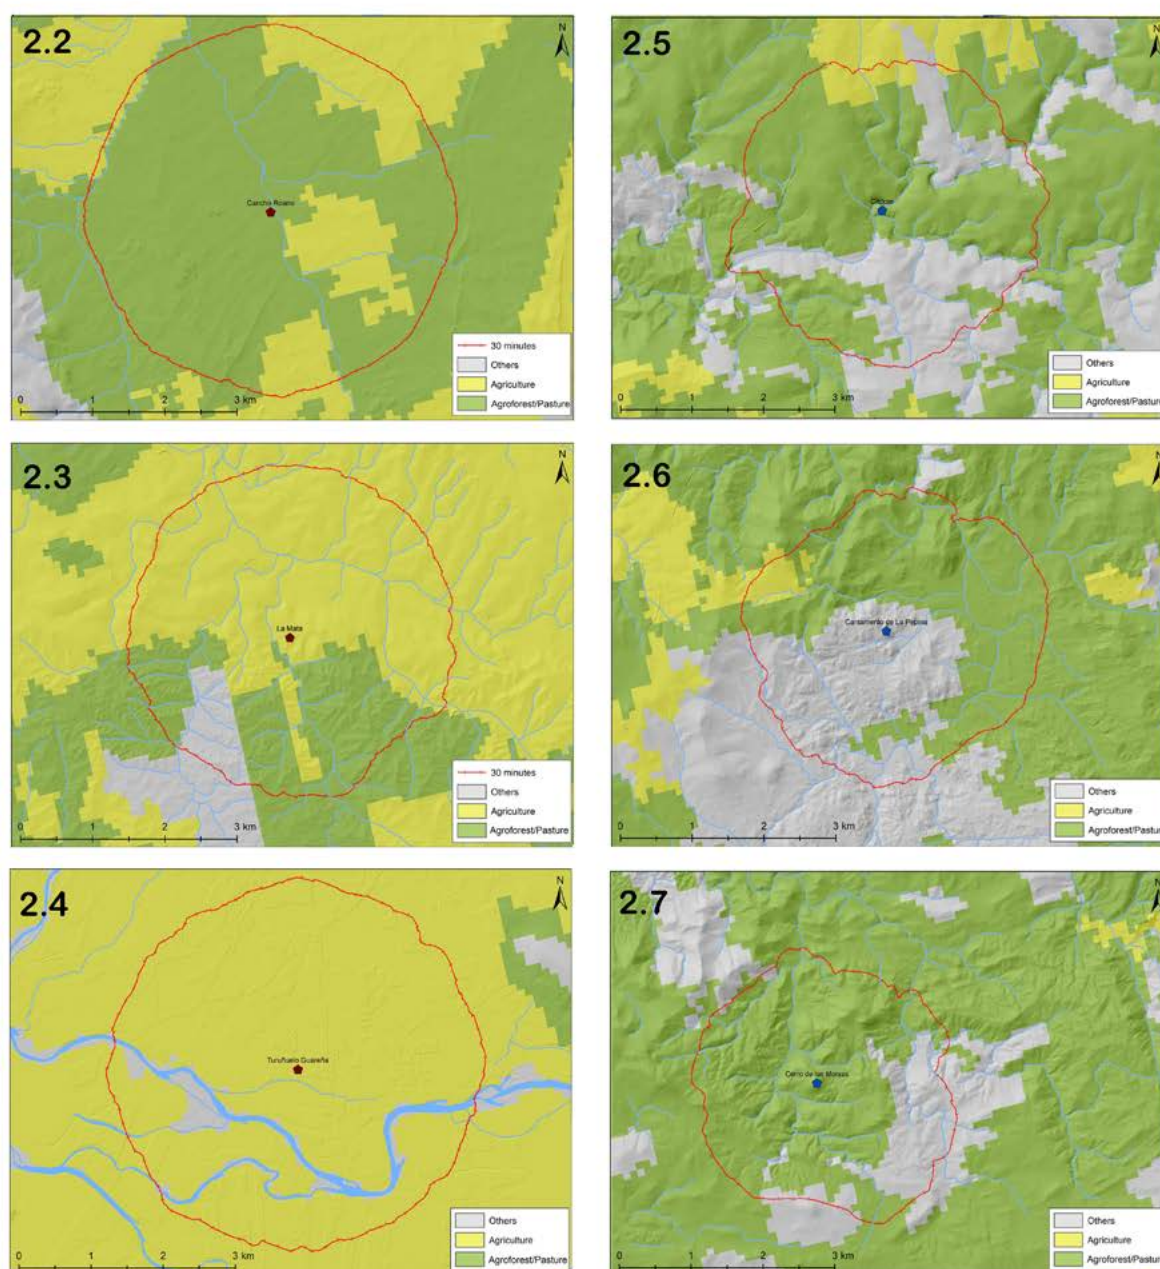 2.2
N
Cancho Roano
30 minutes
Others
Agriculture
Agroforest/Pasture
0 1 2 3 km
2.5
N
Others
Agriculture
Agroforest/Pasture
0 1 2 3 km
2.3
N
La Mata
30 minutes
Others
Agriculture
Agroforest/Pasture
0 1 2 3 km
2.6
N
de La
Others
Agriculture
Agroforest/Pasture
0 1 2 3 km
2.4
N
Turuñuelo Guareña
Others
Agriculture
Agroforest/Pasture
0 1 2 3 km
2.7
N
Cerro de las
Others
Agriculture
Agroforest/Pasture
0 1 2 3 km